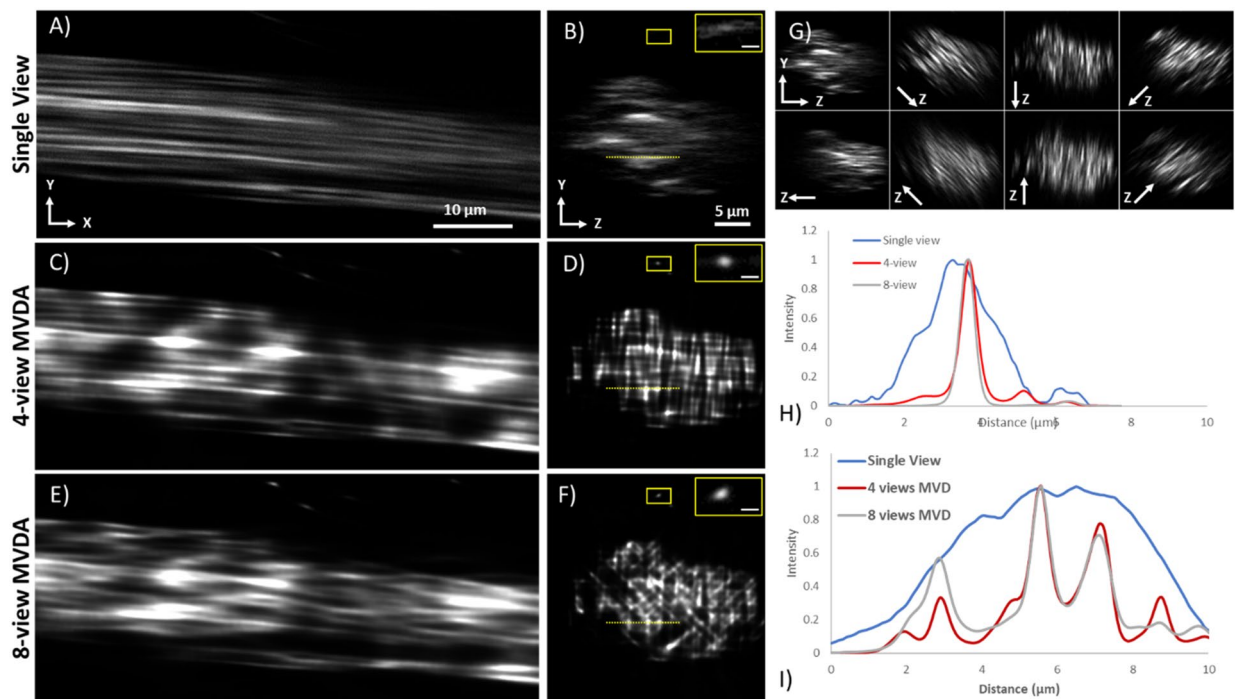 Single View
A)
Y
X
10 µm
B)
Y
Z
5 µm
4-view MVDA
C)
D)
8-view MVDA
E)
F)
G)
Y
Z
Z
Z
Z
Z
Z
Z
Z
1.2
1
0.8
0.6
0.4
0.2
0
Intensity
Single view
4-view
8-view
0 2 4 6 8 10
Distance (µm)
H)
1.2
1
0.8
0.6
0.4
0.2
0
Intensity
Single View
4 views MVD
8 views MVD
0 2 4 6 8 10
Distance (µm)
I)